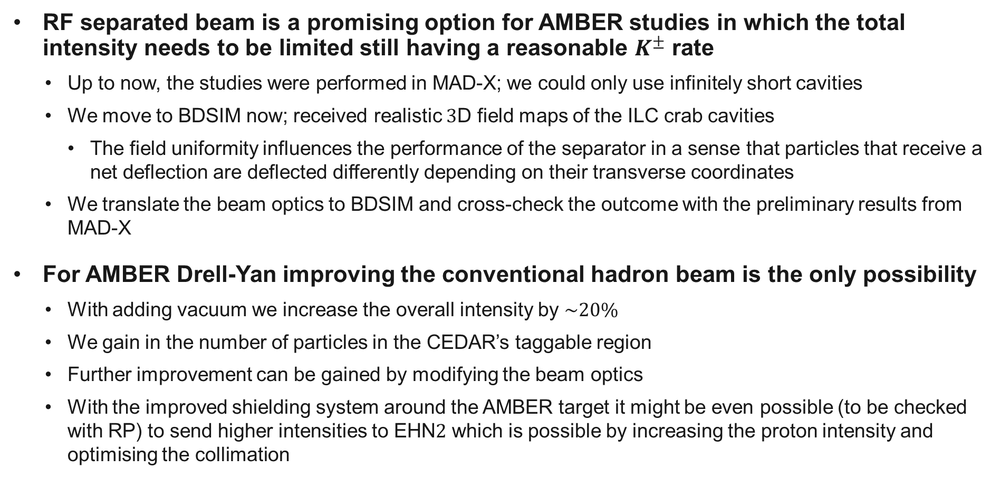 • RF separated beam is a promising option for AMBER studies in which the total
intensity needs to be limited still having a reasonable K± rate
• Up to now, the studies were performed in MAD-X; we could only use infinitely short cavities
• We move to BDSIM now; received realistic 3D field maps of the ILC crab cavities
• The field uniformity influences the performance of the separator in a sense that particles that receive a
net deflection are deflected differently depending on their transverse coordinates
• We translate the beam optics to BDSIM and cross-check the outcome with the preliminary results from
MAD-X
• For AMBER Drell-Yan improving the conventional hadron beam is the only possibility
• With adding vacuum we increase the overall intensity by ~20%
• We gain in the number of particles in the CEDAR’s taggable region
• Further improvement can be gained by modifying the beam optics
• With the improved shielding system around the AMBER target it might be even possible (to be checked
with RP) to send higher intensities to EHN2 which is possible by increasing the proton intensity and
optimising the collimation